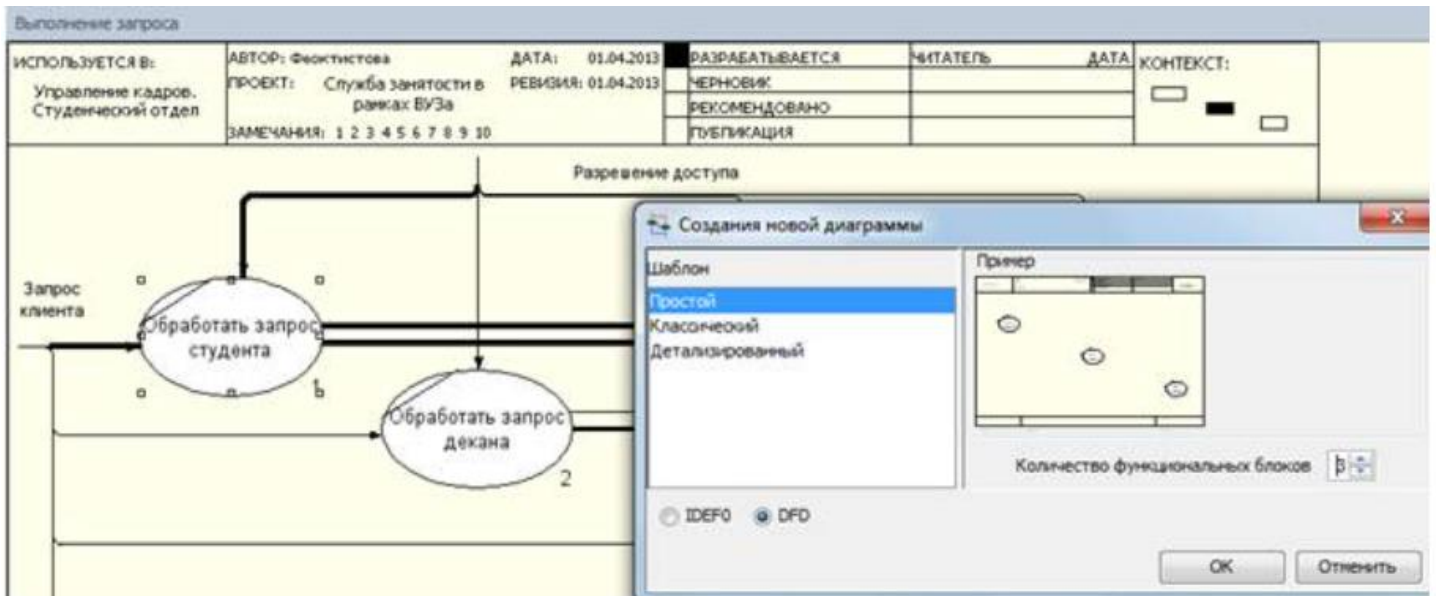 Выполнение запроса
ИСПОЛЬЗУЕТСЯ В:
Управление кадров.
Студенческий отдел
АВТОР: Феоктистова
ДАТА: 01.04.2013
ПРОЕКТ: Служба занятости в
рамках ВУЗа
РЕВИЗИЯ: 01.04.2013
ЗАМЕЧАНИЯ: 1 2 3 4 5 6 7 8 9 10
РАЗРАБАТЫВАЕТСЯ
ЧЕРНОВИК
РЕКОМЕНДОВАНО
ПУБЛИКАЦИЯ
ЧИТАТЕЛЬ
ДАТА
КОНТЕКСТ:
Разрешение доступа
Запрос
клиента
Обработать запрос
студента
1
Обработать запрос
декана
2
Создания новой диаграммы
Шаблон
Простой
Классический
Детализированный
Пример
Количество функциональных блоков 3
IDEF0 DFD
OK Отменить